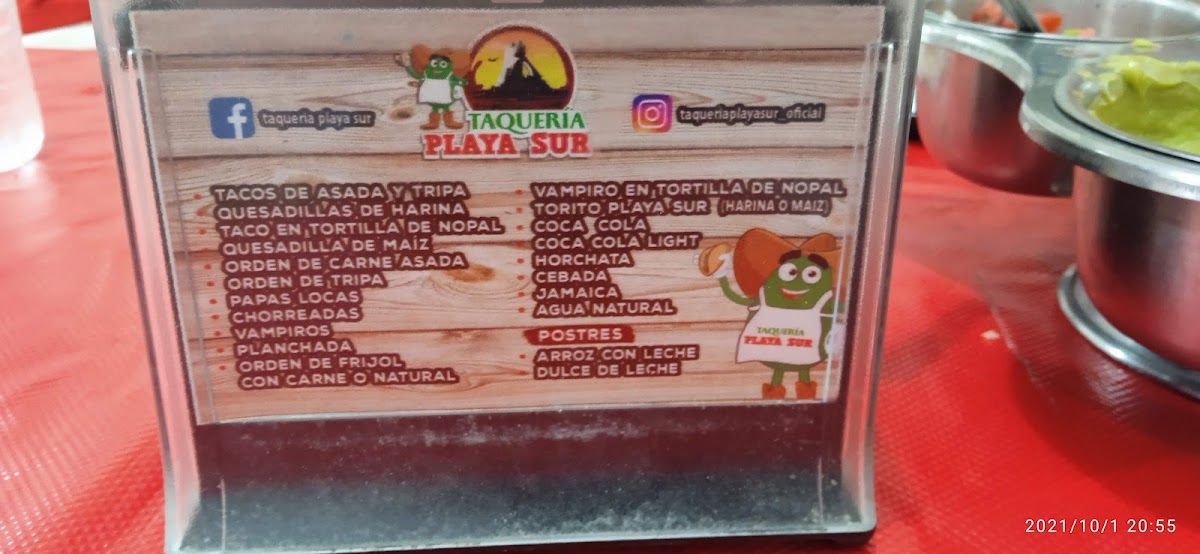 taqueria playa sur
TAQUERIA
PLAYA SUR
taqueriaplayasur_oficial
TACOS DE ASADA Y TRIPA
QUESADILLAS DE HARINA
TACO EN TORTILLA DE NOPAL
QUESADILLA DE MAÍZ
ORDEN DE CARNE ASADA
ORDEN DE TRIPA
PAPAS LOCAS
CHORREADAS
VAMPIROS
PLANCHADA
ORDEN DE FRIJOL
CON CARNE O NATURAL
VAMPIRO EN TORTILLA DE NOPAL
TORITO PLAYA SUR (HARINA O MAIZ)
COCA COLA
COCA COLA LIGHT
HORCHATA
CEBADA
JAMAICA
AGUA NATURAL
POSTRES
ARROZ CON LECHE
DULCE DE LECHE
TAQUERÍA
PLAYA SUR
2021/10/1 20:55